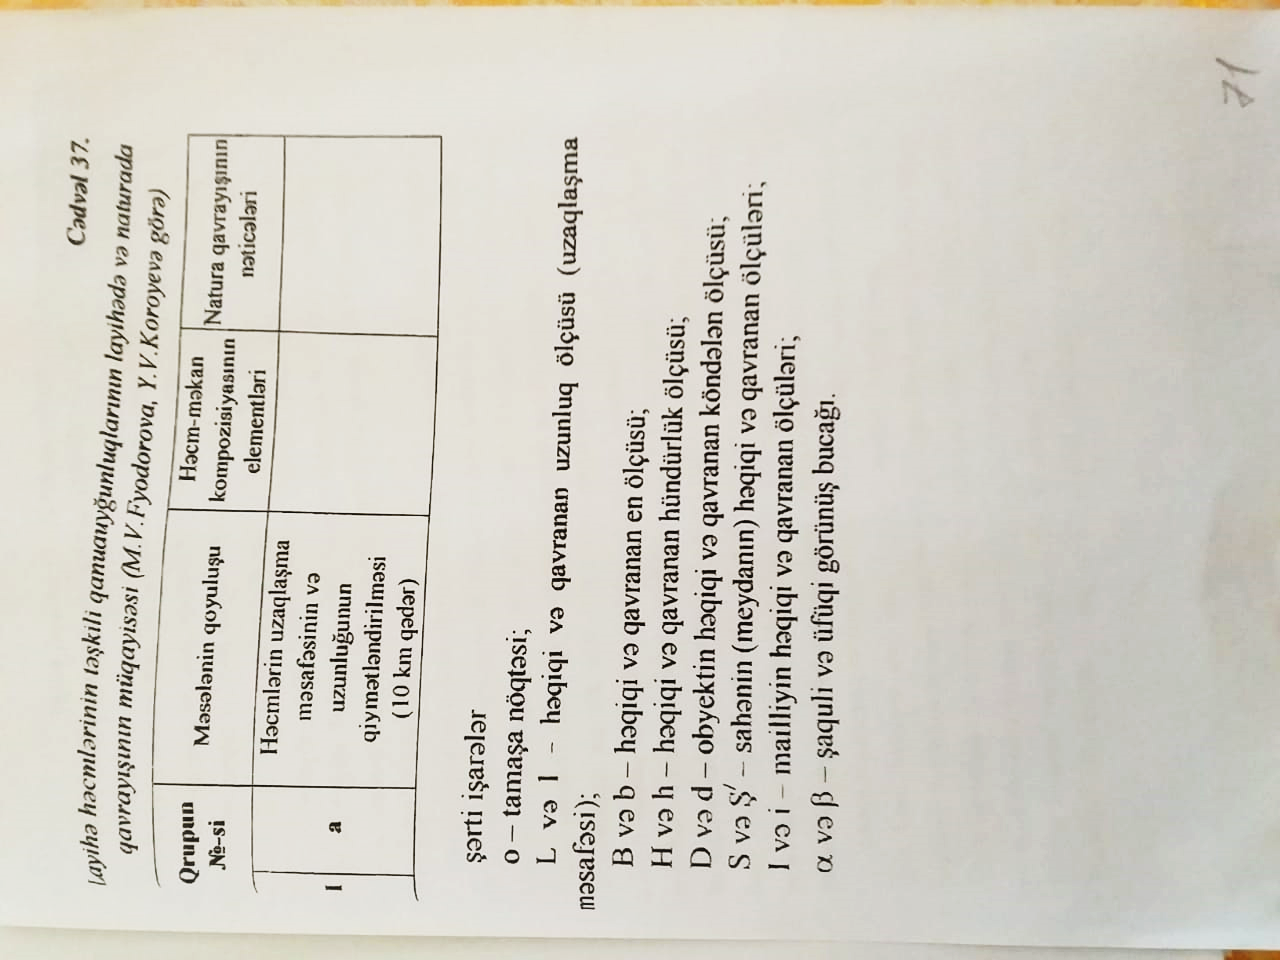 Cədvəl 37.
layihə həcmlərinin təşkili qanunayğunluqlarının layihədə və naturada
qavrayışının müqayisəsi (M.V.Fyodorova, Y.V.Koroyevə görə)
Qrupun
№-si
Məsələnin qoyuluşu
Həcm-məkan
kompozisiyasının
elementləri
Natura qavrayışının
nəticələri
1
a
Həcmlərin uzaqlaşma
məsafəsinin və
uzunluğunun
qiymətləndirilməsi
(10 km qədər)
şərti işarələr
o – tamaşa nöqtəsi;
L və l – həqiqi və qavranan uzunluq ölçüsü (uzaqlaşma
məsafəsi);
B və b – həqiqi və qavranan en ölçüsü;
H və h – həqiqi və qavranan hündürlük ölçüsü;
D və d – obyektin həqiqi və qavranan köndələn ölçüsü;
S və Ş – sahənin (meydanın) həqiqi və qavranan ölçüləri;
I və i – mailliyin həqiqi və qavranan ölçüləri;
α və β – şaquli və üfüqi görünüş bucağı.